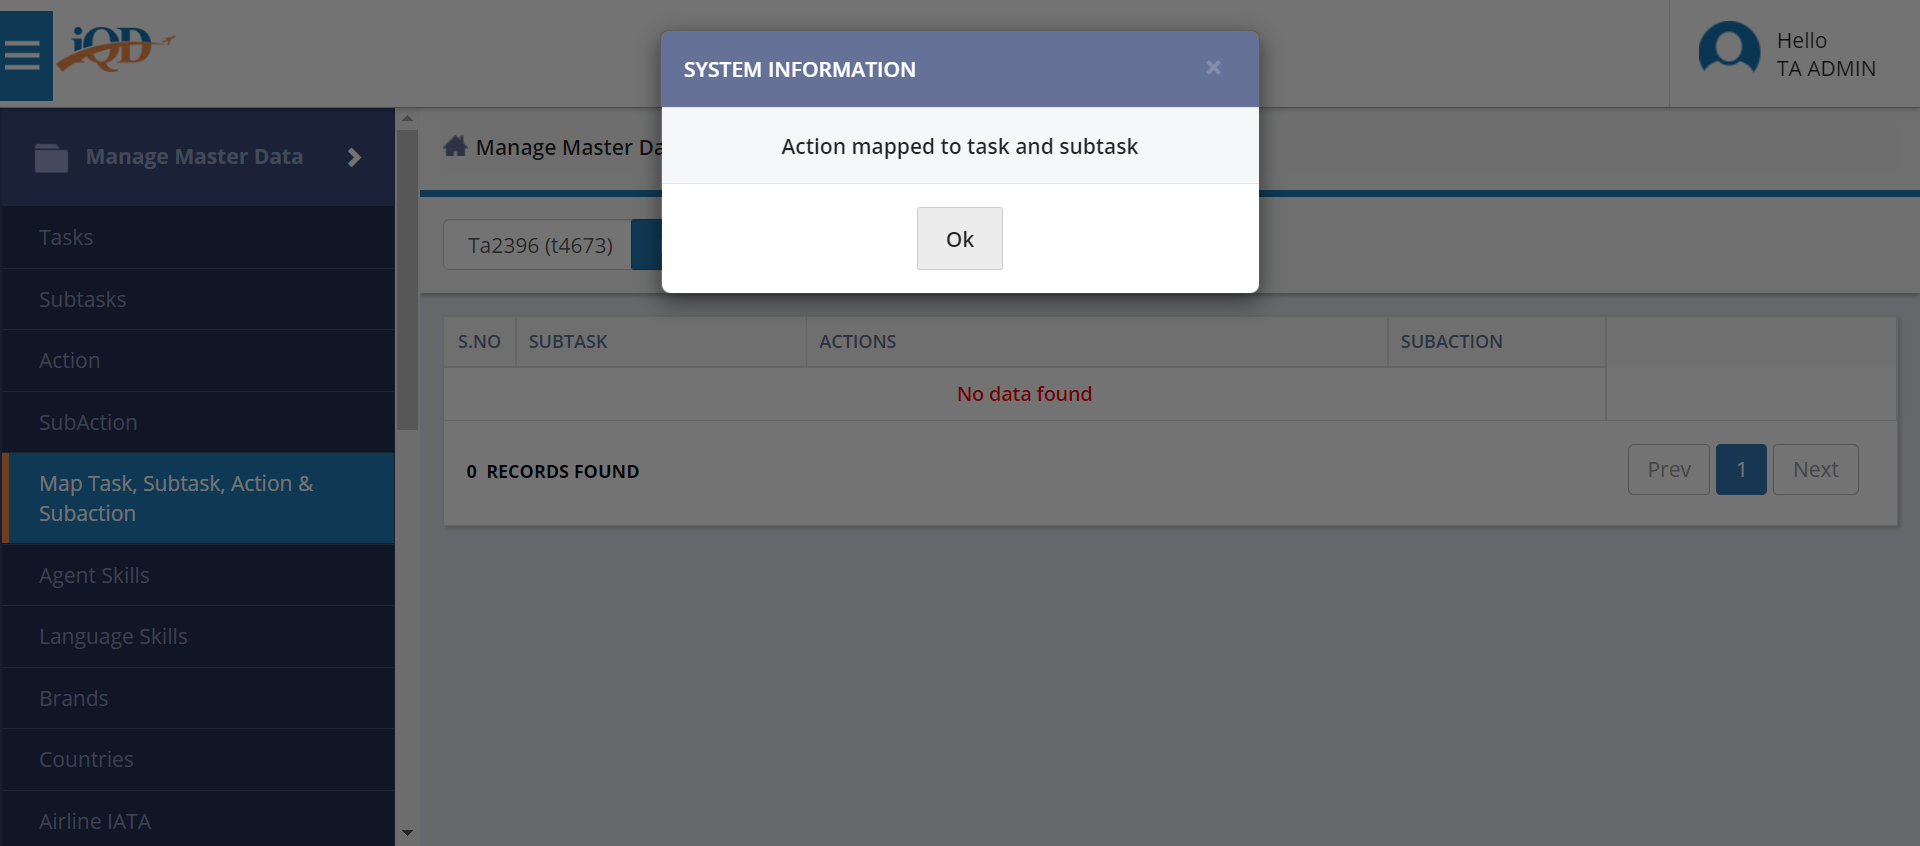 iQD
Hello
TA ADMIN
SYSTEM INFORMATION
×
Action mapped to task and subtask
Ok
Manage Master Data
Tasks
Subtasks
Action
SubAction
Map Task, Subtask, Action &
Subaction
Agent Skills
Language Skills
Brands
Countries
Airline IATA
Manage Master Da
Ta2396 (t4673)
S.NO SUBTASK ACTIONS SUBACTION
No data found
0 RECORDS FOUND
Prev 1 Next